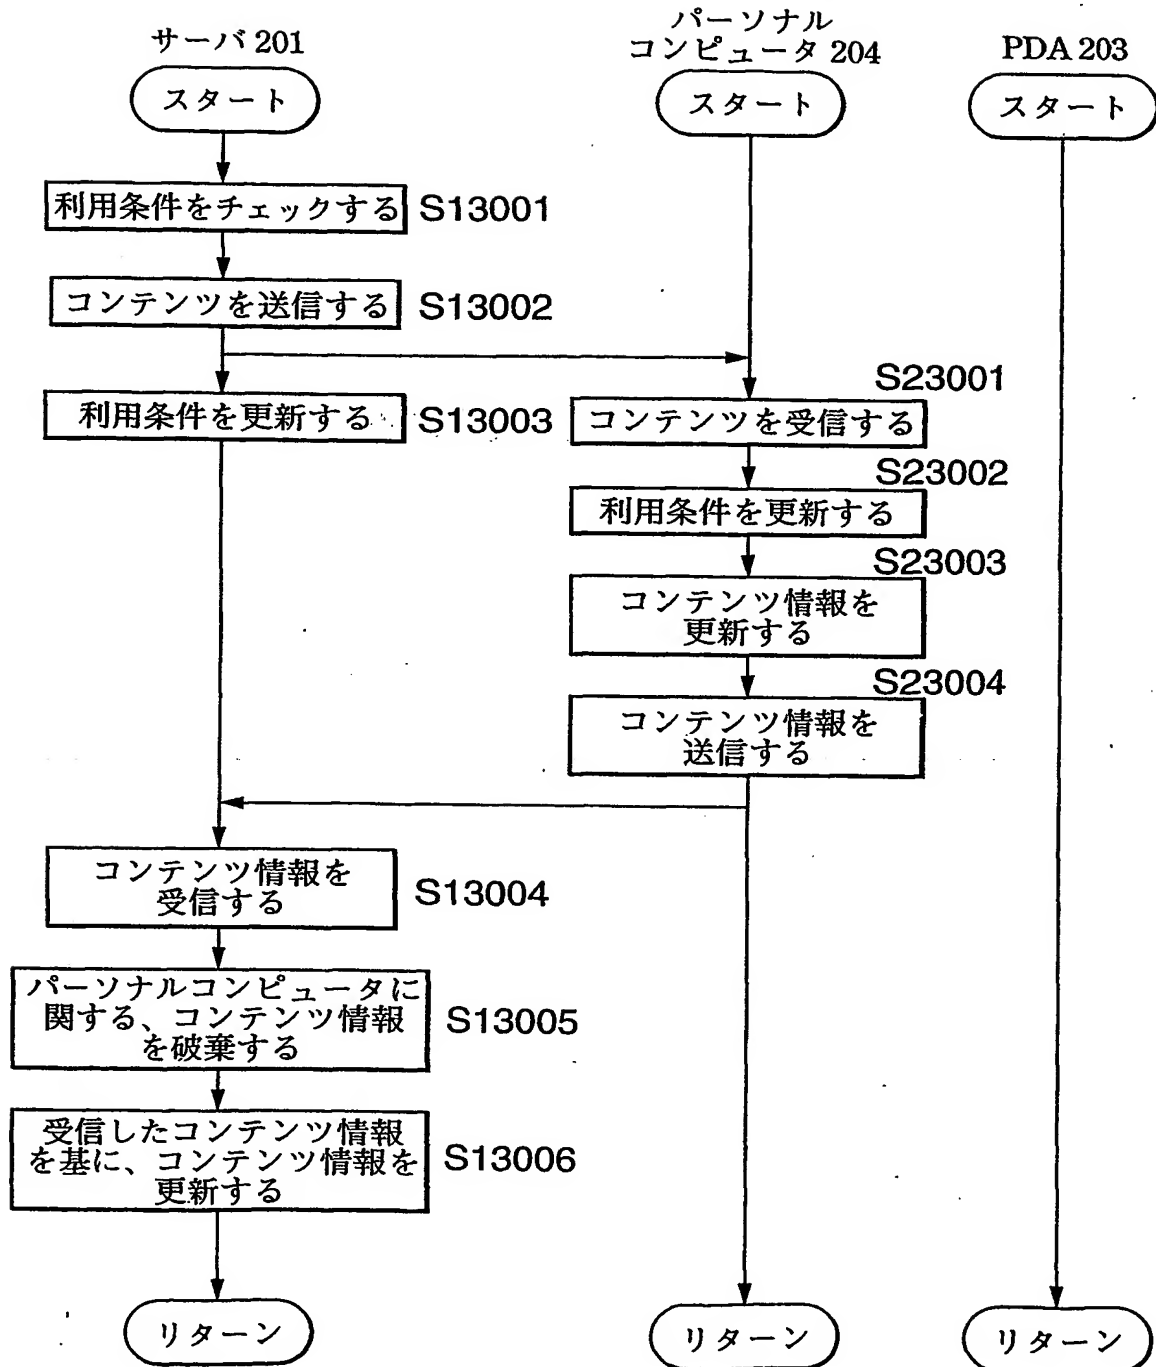 サーバ 201
パーソナル
コンピュータ 204
PDA 203
スタート
スタート
スタート
利用条件をチェックする
S13001
コンテンツを送信する
S13002
利用条件を更新する
S13003
S23001
コンテンツを受信する
S23002
利用条件を更新する
S23003
コンテンツ情報を
更新する
S23004
コンテンツ情報を
送信する
コンテンツ情報を
受信する
S13004
パーソナルコンピュータに
関する、コンテンツ情報
を破棄する
S13005
受信したコンテンツ情報
を基に、コンテンツ情報を
更新する
S13006
リターン
リターン
リターン